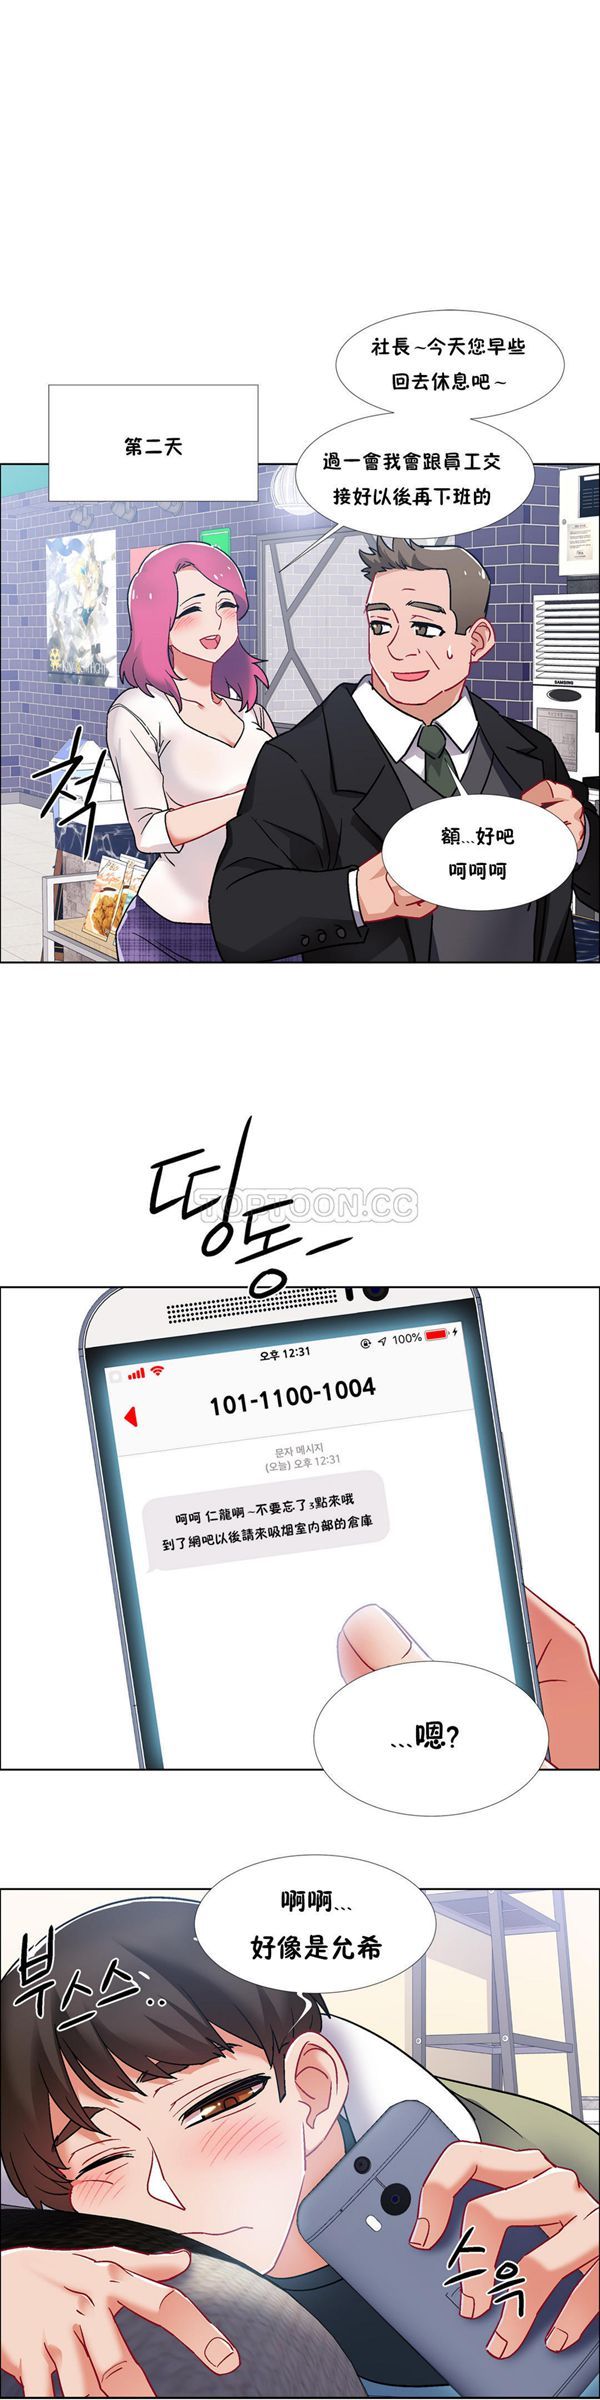 社長~今天您早些
回去休息吧~
第二天
過一會我會跟員工交
接好以後再下班的
SAMSUNG
척
額...好吧
呵呵呵
띵동-
TOPTOON.CC
오후 12:31
100%
101-1100-1004
문자 메시지
(오늘) 오후 12:31
呵呵 仁龍啊~不要忘了3點來哦
到了網吧以後請來吸烟室内部的倉庫
...嗯?
啊啊...
好像是允希
부스스..
스윽